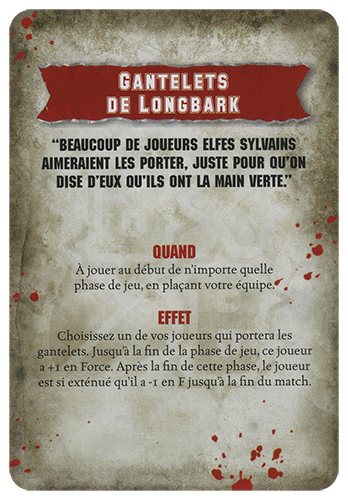 GANTELETS
DE LONGBARK
“BEAUCOUP DE JOUEURS ELFES SYLVAINS
AIMERAIENT LES PORTER, JUSTE POUR QU’ON
DISE D’EUX QU’ILS ONT LA MAIN VERTE.”
QUAND
À jouer au début de n’importe quelle
phase de jeu, en plaçant votre équipe.
EFFET
Choisissez un de vos joueurs qui portera les
gantelets. Jusqu’à la fin de la phase de jeu, ce joueur
a +1 en Force. Après la fin de cette phase, le joueur
est si exténué qu’il a -1 en F jusqu’à la fin du match.